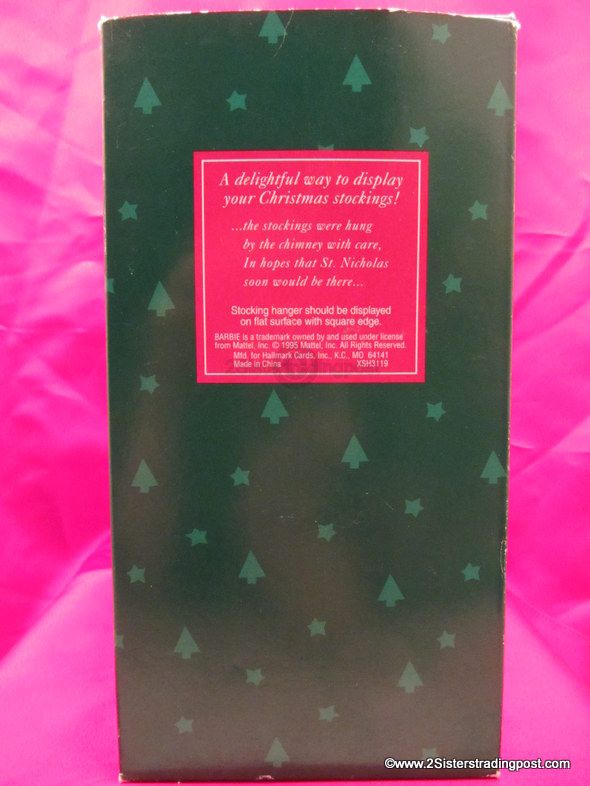 A delightful way to display
your Christmas stockings!
...the stockings were hung
by the chimney with care,
In hopes that St. Nicholas
soon would be there...
Stocking hanger should be displayed
on flat surface with square edge.
BARBIE is a trademark owned by and used under license
from Mattel, Inc. © 1995 Mattel, Inc. All Rights Reserved.
Mfd. for Hallmark Cards, Inc., K.C., MO 64141
Made in China XSH3119
©www.2Sisterstradingpost.com